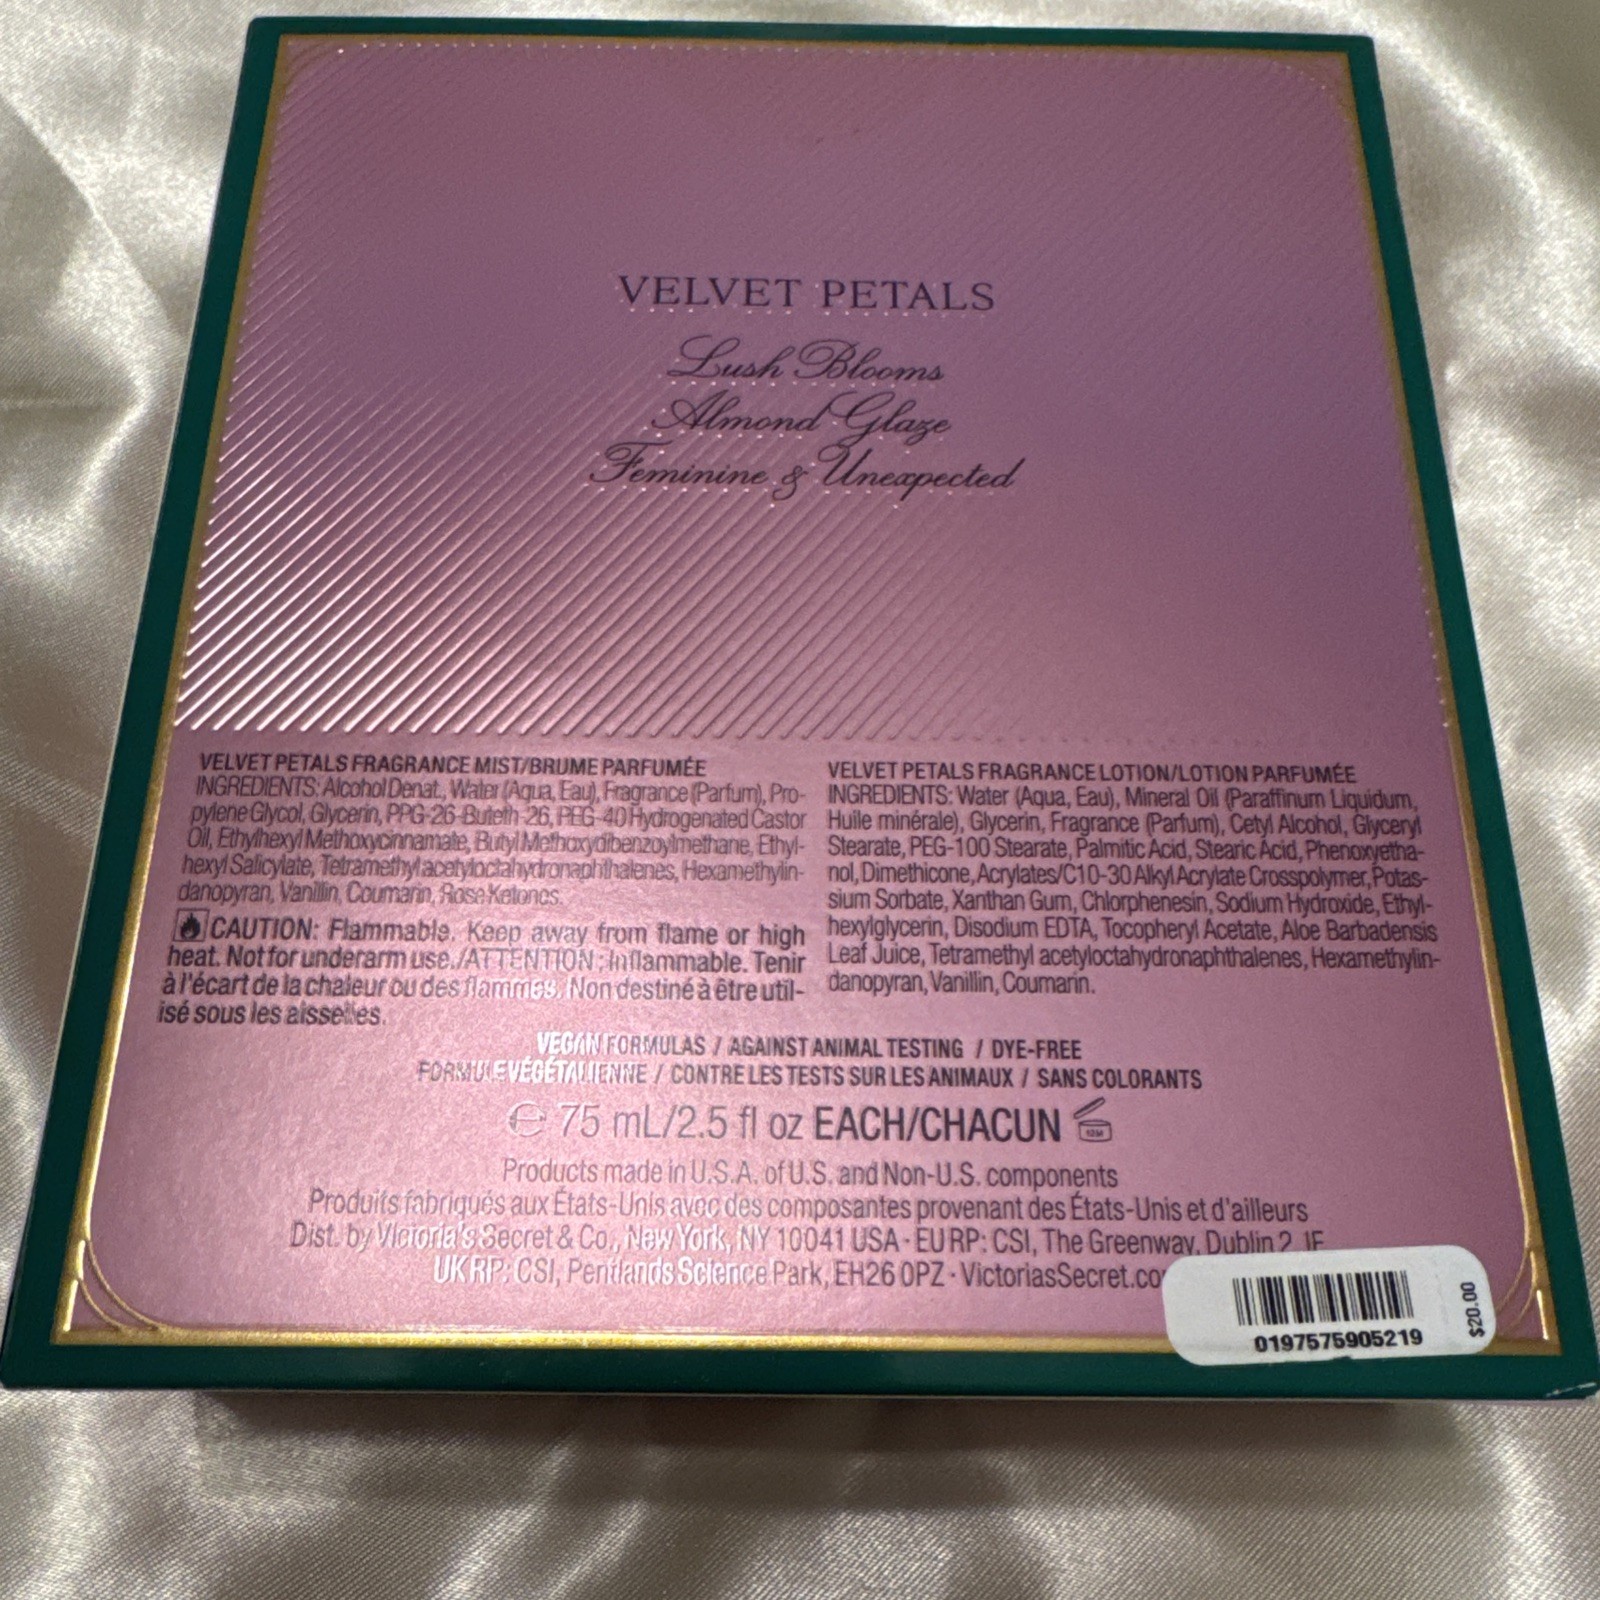 VELVET PETALS
Lush Blooms
Almond Glaze
Feminine & Unexpected
VELVET PETALS FRAGRANCE MIST/BRUME PARFUMÉE
INGREDIENTS: Alcohol Denat., Water (Aqua, Eau), Fragrance (Parfum), Pro-
pylene Glycol, Glycerin, PPG-26-Buteth-26, PEG-40 Hydrogenated Castor
Oil, Ethylhexyl Methoxycinnamate, Butyl Methoxydibenzoylmethane, Ethyl-
hexyl Salicylate, Tetramethyl acetyloctahydronaphthalenes, Hexamethylin-
danopyran, Vanillin, Coumarin, Rose Ketones.
CAUTION: Flammable. Keep away from flame or high
heat. Not for underarm use./ATTENTION : Inflammable. Tenir
à l'écart de la chaleur ou des flammes. Non destiné à être util-
isé sous les aisselles.
VELVET PETALS FRAGRANCE LOTION/LOTION PARFUMÉE
INGREDIENTS: Water (Aqua, Eau), Mineral Oil (Paraffinum Liquidum,
Huile minérale), Glycerin, Fragrance (Parfum), Cetyl Alcohol, Glyceryl
Stearate, PEG-100 Stearate, Palmitic Acid, Stearic Acid, Phenoxyetha-
nol, Dimethicone, Acrylates/C10-30 Alkyl Acrylate Crosspolymer, Potas-
sium Sorbate, Xanthan Gum, Chlorphenesin, Sodium Hydroxide, Ethyl-
hexylglycerin, Disodium EDTA, Tocopheryl Acetate, Aloe Barbadensis
Leaf Juice, Tetramethyl acetyloctahydronaphthalenes, Hexamethylin-
danopyran, Vanillin, Coumarin.
VEGAN FORMULAS / AGAINST ANIMAL TESTING / DYE-FREE
FORMULE VÉGÉTALIENNE / CONTRE LES TESTS SUR LES ANIMAUX / SANS COLORANTS
℮ 75 mL/2.5 fl oz EACH/CHACUN 12M
Products made in U.S.A. of U.S. and Non-U.S. components
Produits fabriqués aux États-Unis avec des composantes provenant des États-Unis et d'ailleurs
Dist. by Victoria's Secret & Co., New York, NY 10041 USA · EU RP: CSI, The Greenway, Dublin 2, IE
UK RP: CSI, Pentlands Science Park, EH26 0PZ · VictoriasSecret.co
0197575905219
$20.00